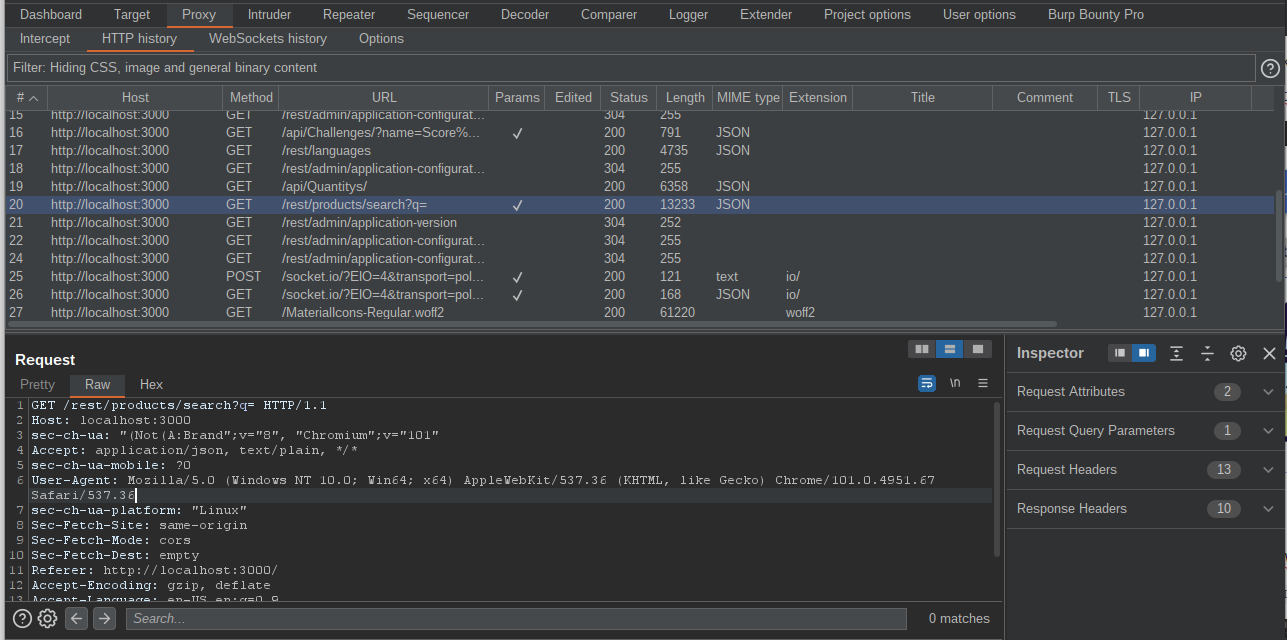 Dashboard Target Proxy Intruder Repeater Sequencer Decoder Comparer Logger Extender Project options User options Burp Bounty Pro
Intercept HTTP history WebSockets history Options
Filter: Hiding CSS, image and general binary content
# Host Method URL Params Edited Status Length MIME type Extension Title Comment TLS IP
15 http://localhost:3000 GET /rest/admin/application-configurat... 304 255 127.0.0.1
16 http://localhost:3000 GET /api/Challenges/?name=Score%... ✓ 200 791 JSON 127.0.0.1
17 http://localhost:3000 GET /rest/languages 200 4735 JSON 127.0.0.1
18 http://localhost:3000 GET /rest/admin/application-configurat... 304 255 127.0.0.1
19 http://localhost:3000 GET /api/Quantitys/ 200 6358 JSON 127.0.0.1
20 http://localhost:3000 GET /rest/products/search?q= ✓ 200 13233 JSON 127.0.0.1
21 http://localhost:3000 GET /rest/admin/application-version 304 252 127.0.0.1
22 http://localhost:3000 GET /rest/admin/application-configurat... 304 255 127.0.0.1
24 http://localhost:3000 GET /rest/admin/application-configurat... 304 255 127.0.0.1
25 http://localhost:3000 POST /socket.io/?EIO=4&transport=pol... ✓ 200 121 text io/ 127.0.0.1
26 http://localhost:3000 GET /socket.io/?EIO=4&transport=pol... ✓ 200 168 JSON io/ 127.0.0.1
27 http://localhost:3000 GET /MaterialIcons-Regular.woff2 200 61220 woff2 127.0.0.1
Request
Pretty Raw Hex
\n
1 GET /rest/products/search?q= HTTP/1.1
2 Host: localhost:3000
3 sec-ch-ua: "(Not(A:Brand";v="8", "Chromium";v="101"
4 Accept: application/json, text/plain, */*
5 sec-ch-ua-mobile: ?0
6 User-Agent: Mozilla/5.0 (Windows NT 10.0; Win64; x64) AppleWebKit/537.36 (KHTML, like Gecko) Chrome/101.0.4951.67
Safari/537.36
7 sec-ch-ua-platform: "Linux"
8 Sec-Fetch-Site: same-origin
9 Sec-Fetch-Mode: cors
10 Sec-Fetch-Dest: empty
11 Referer: http://localhost:3000/
12 Accept-Encoding: gzip, deflate
13 Accept-Language: en-US,en;q=0.9
Search...
0 matches
Inspector
Request Attributes 2
Request Query Parameters 1
Request Headers 13
Response Headers 10